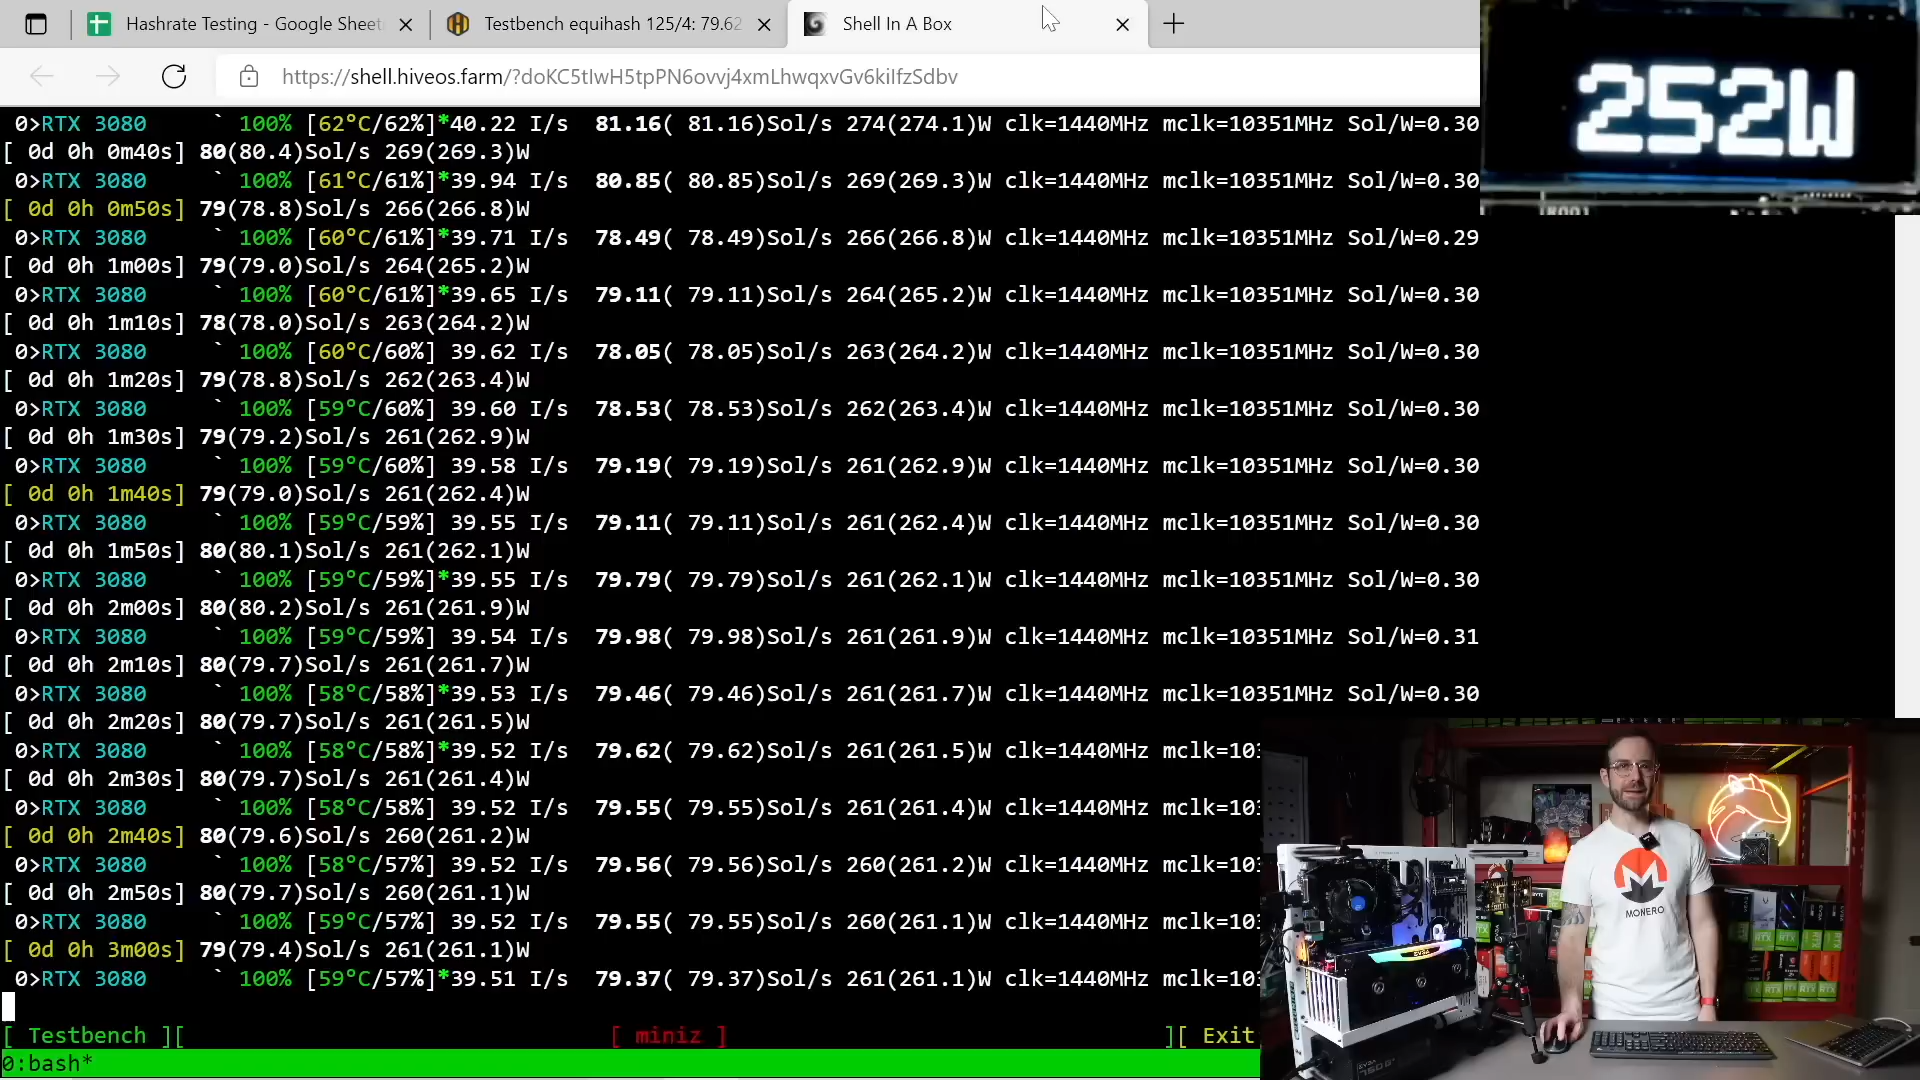 Hashrate Testing - Google Sheet
Testbench equihash 125/4: 79.62
Shell In A Box
https://shell.hiveos.farm/?doKC5tIwH5tpPN6ovvj4xmLhwqxvGv6kiIfzSdbv
252W
0>RTX 3080 ` 100% [62°C/62%]*40.22 I/s 81.16( 81.16)Sol/s 274(274.1)W clk=1440MHz mclk=10351MHz Sol/W=0.30
[ 0d 0h 0m40s] 80(80.4)Sol/s 269(269.3)W
0>RTX 3080 ` 100% [61°C/61%]*39.94 I/s 80.85( 80.85)Sol/s 269(269.3)W clk=1440MHz mclk=10351MHz Sol/W=0.30
[ 0d 0h 0m50s] 79(78.8)Sol/s 266(266.8)W
0>RTX 3080 ` 100% [60°C/61%]*39.71 I/s 78.49( 78.49)Sol/s 266(266.8)W clk=1440MHz mclk=10351MHz Sol/W=0.29
[ 0d 0h 1m00s] 79(79.0)Sol/s 264(265.2)W
0>RTX 3080 ` 100% [60°C/61%]*39.65 I/s 79.11( 79.11)Sol/s 264(265.2)W clk=1440MHz mclk=10351MHz Sol/W=0.30
[ 0d 0h 1m10s] 78(78.0)Sol/s 263(264.2)W
0>RTX 3080 ` 100% [60°C/60%] 39.62 I/s 78.05( 78.05)Sol/s 263(264.2)W clk=1440MHz mclk=10351MHz Sol/W=0.30
[ 0d 0h 1m20s] 79(78.8)Sol/s 262(263.4)W
0>RTX 3080 ` 100% [59°C/60%] 39.60 I/s 78.53( 78.53)Sol/s 262(263.4)W clk=1440MHz mclk=10351MHz Sol/W=0.30
[ 0d 0h 1m30s] 79(79.2)Sol/s 261(262.9)W
0>RTX 3080 ` 100% [59°C/60%] 39.58 I/s 79.19( 79.19)Sol/s 261(262.9)W clk=1440MHz mclk=10351MHz Sol/W=0.30
[ 0d 0h 1m40s] 79(79.0)Sol/s 261(262.4)W
0>RTX 3080 ` 100% [59°C/59%] 39.55 I/s 79.11( 79.11)Sol/s 261(262.4)W clk=1440MHz mclk=10351MHz Sol/W=0.30
[ 0d 0h 1m50s] 80(80.1)Sol/s 261(262.1)W
0>RTX 3080 ` 100% [59°C/59%]*39.55 I/s 79.79( 79.79)Sol/s 261(262.1)W clk=1440MHz mclk=10351MHz Sol/W=0.30
[ 0d 0h 2m00s] 80(80.2)Sol/s 261(261.9)W
0>RTX 3080 ` 100% [59°C/59%] 39.54 I/s 79.98( 79.98)Sol/s 261(261.9)W clk=1440MHz mclk=10351MHz Sol/W=0.31
[ 0d 0h 2m10s] 80(79.7)Sol/s 261(261.7)W
0>RTX 3080 ` 100% [58°C/58%]*39.53 I/s 79.46( 79.46)Sol/s 261(261.7)W clk=1440MHz mclk=10351MHz Sol/W=0.30
[ 0d 0h 2m20s] 80(79.7)Sol/s 261(261.5)W
0>RTX 3080 ` 100% [58°C/58%]*39.52 I/s 79.62( 79.62)Sol/s 261(261.5)W clk=1440MHz mclk=103
[ 0d 0h 2m30s] 80(79.7)Sol/s 261(261.4)W
0>RTX 3080 ` 100% [58°C/58%] 39.52 I/s 79.55( 79.55)Sol/s 261(261.4)W clk=1440MHz mclk=103
[ 0d 0h 2m40s] 80(79.6)Sol/s 260(261.2)W
0>RTX 3080 ` 100% [58°C/57%] 39.52 I/s 79.56( 79.56)Sol/s 260(261.2)W clk=1440MHz mclk=103
[ 0d 0h 2m50s] 80(79.7)Sol/s 260(261.1)W
0>RTX 3080 ` 100% [59°C/57%] 39.52 I/s 79.55( 79.55)Sol/s 260(261.1)W clk=1440MHz mclk=103
[ 0d 0h 3m00s] 79(79.4)Sol/s 261(261.1)W
0>RTX 3080 ` 100% [59°C/57%]*39.51 I/s 79.37( 79.37)Sol/s 261(261.1)W clk=1440MHz mclk=103
[ Testbench ][ [ miniz ] ][ Exit
0:bash*
MONERO
EVGA